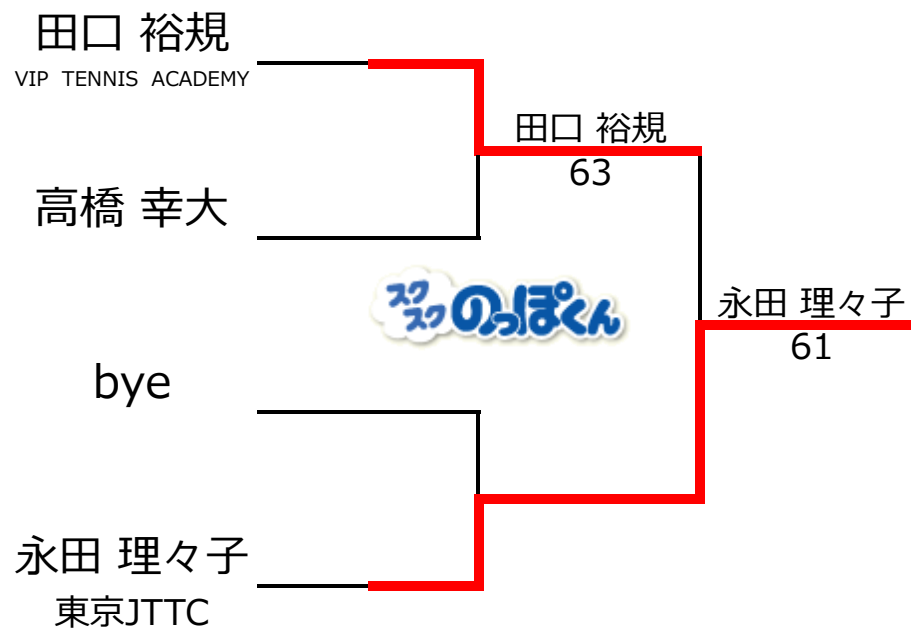 田口 裕規
VIP TENNIS ACADEMY
田口 裕規
63
高橋 幸大
スクスクのっぽくん
永田 理々子
61
bye
永田 理々子
東京JTTC